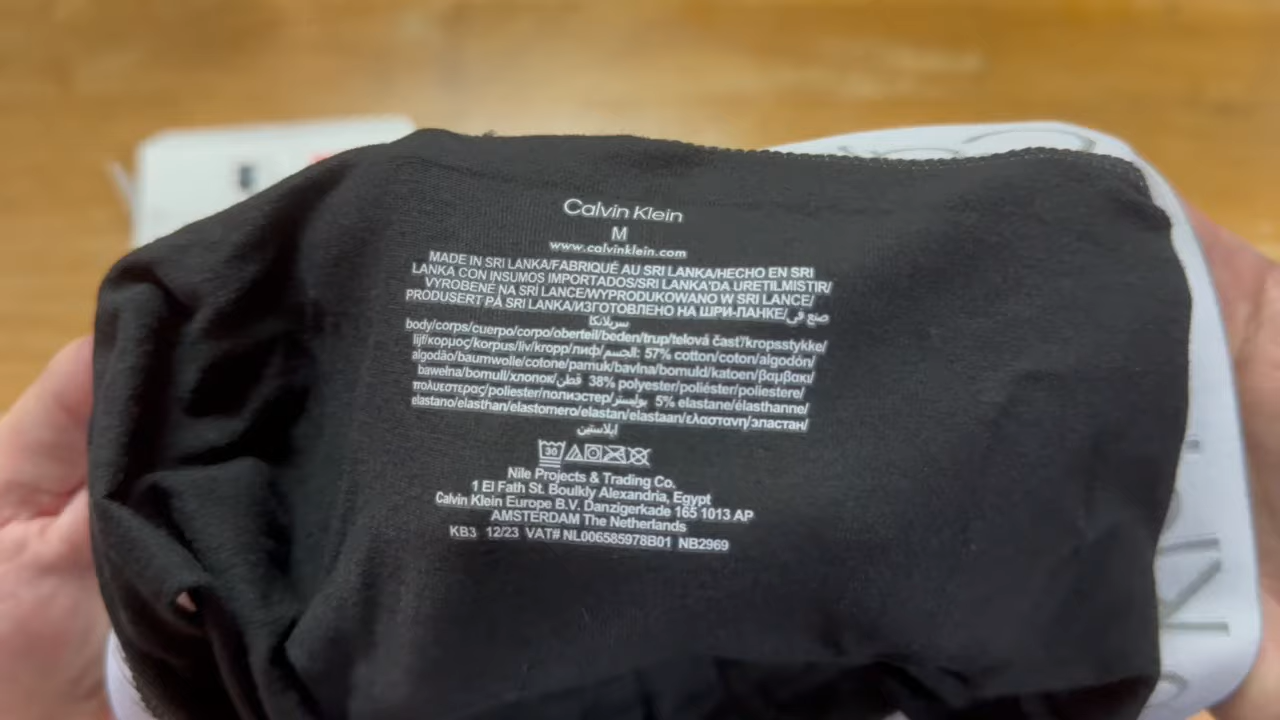 Calvin Klein
M
www.calvinklein.com
MADE IN SRI LANKA/FABRIQUÉ AU SRI LANKA/HECHO EN SRI
LANKA CON INSUMOS IMPORTADOS/SRI LANKA'DA ÜRETILMISTIR/
VYROBENE NA SRÍ LANCE/WYPRODUKOWANO W SRI LANCE/
PRODUSERT PÅ SRI LANKA/ИЗГОТОВЛЕНО НА ШРИ-ЛАНКЕ/صنع في
سريلانكا
body/corps/cuerpo/corpo/oberteil/beden/trup/telová čast/kropsstykke/
lijf/κορμος/korpus/liv/kropp/лиф/الجسم: 57% cotton/coton/algodón/
algodão/baumwolle/cotone/pamuk/bavlna/bomuld/katoen/βαμβακι/
bawełna/bomull/хлопок/قطن 38% polyester/poliéster/poliestere/
πολυεστερας/poliester/полиэстер/بوليستر 5% elastane/élasthanne/
elastano/elasthan/elastomero/elastan/elastaan/ελαστανη/эластан/
ايلاستين
30
Nile Projects & Trading Co.
1 El Fath St. Boulkly Alexandria, Egypt
Calvin Klein Europe B.V. Danzigerkade 165 1013 AP
AMSTERDAM The Netherlands
KB3 12/23 VAT# NL006585978B01 NB2969